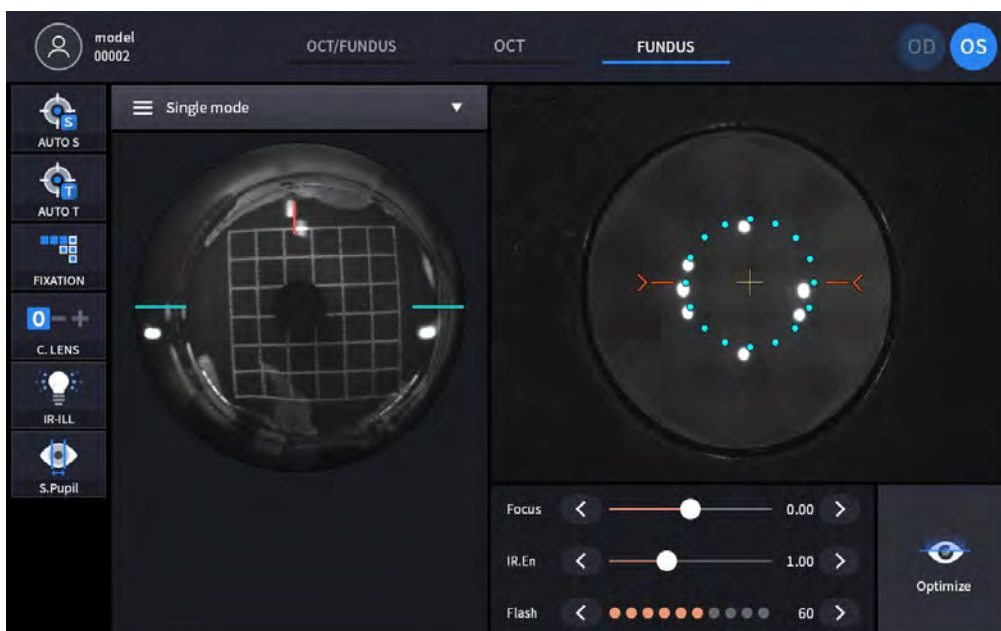 model
00002
OCT/FUNDUS
OCT
FUNDUS
OD
OS
S
AUTO S
T
AUTO T
FIXATION
0 - +
C. LENS
IR-ILL
S.Pupil
Single mode
Focus
0.00
IR.En
1.00
Flash
60
Optimize